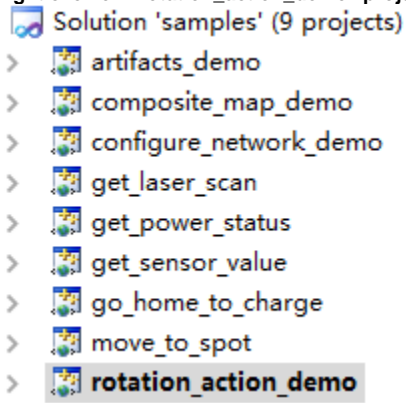 Solution 'samples' (9 projects)
artifacts_demo
composite_map_demo
configure_network_demo
get_laser_scan
get_power_status
get_sensor_value
go_home_to_charge
move_to_spot
rotation_action_demo